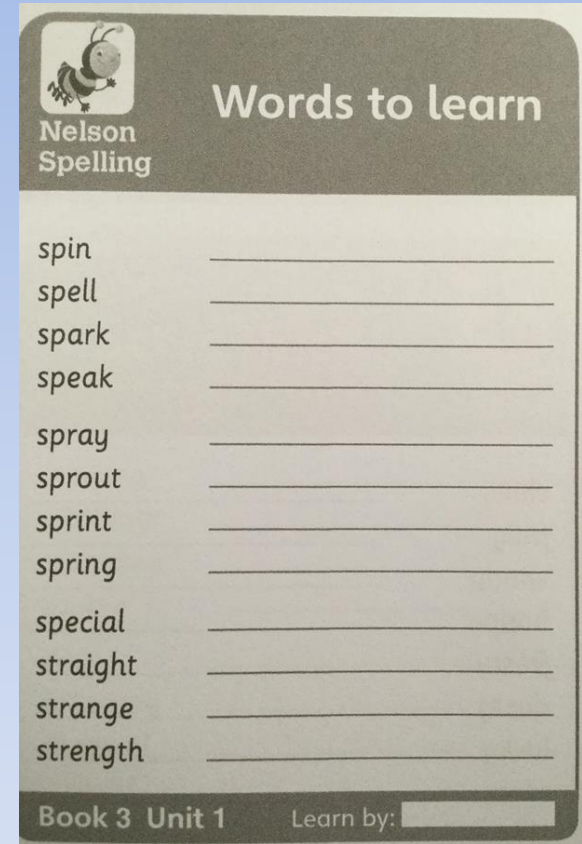 Nelson
Spelling
Words to learn
spin
spell
spark
speak
spray
sprout
sprint
spring
special
straight
strange
strength
Book 3 Unit 1 Learn by: